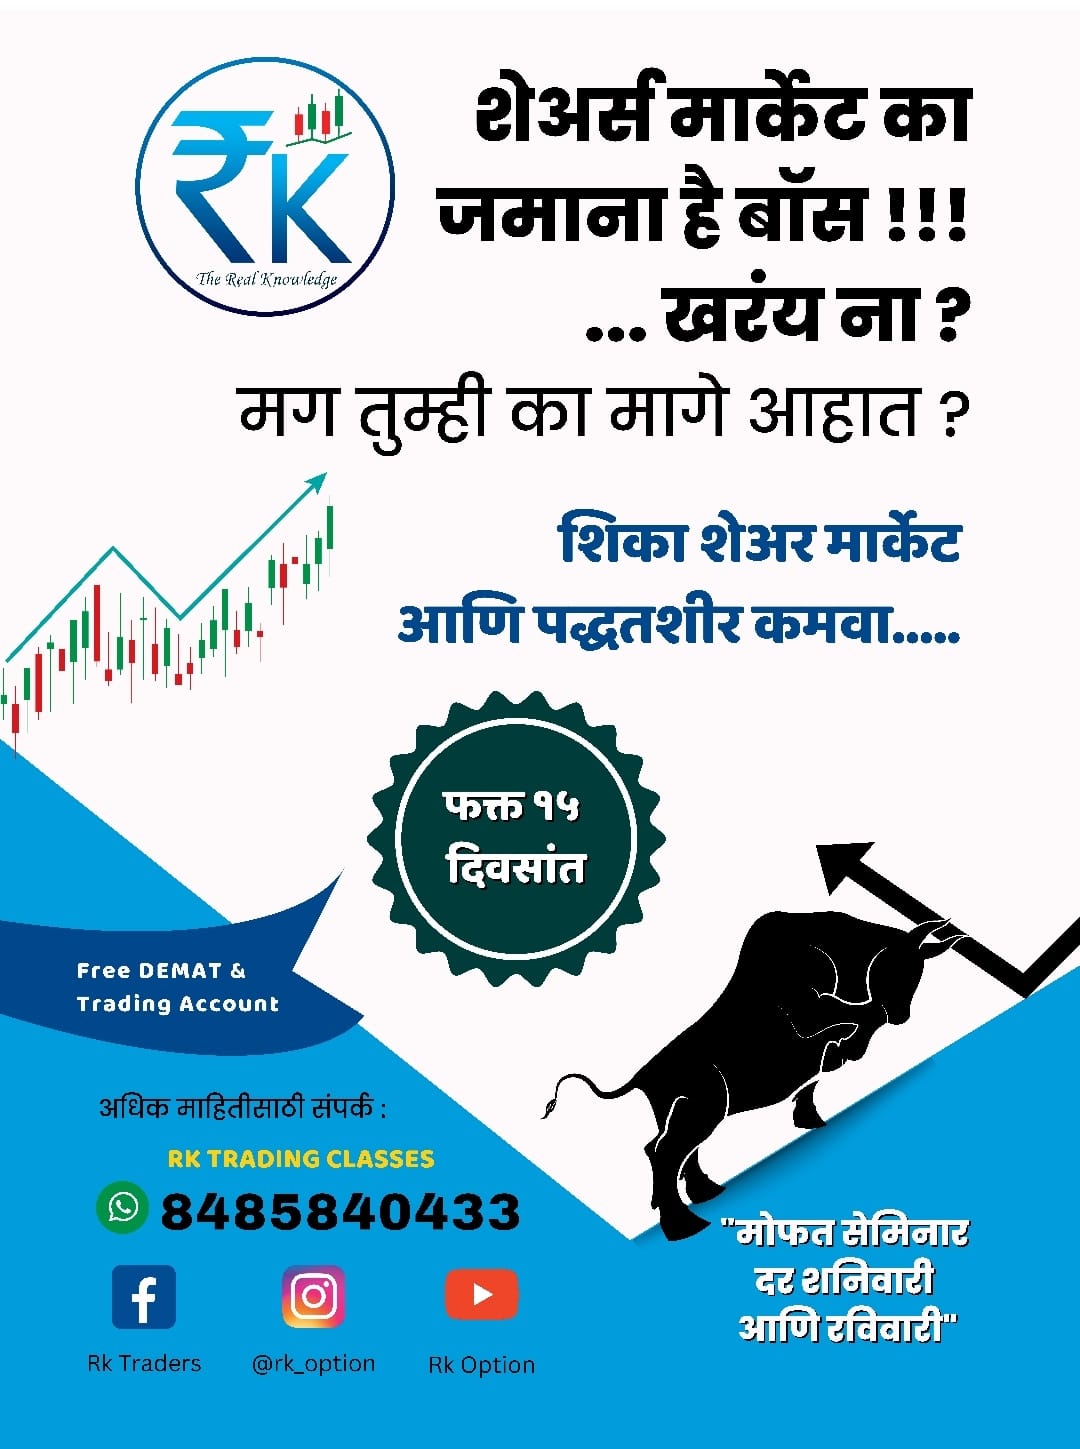 ₹K
The Real Knowledge
शेअर्स मार्केट का
जमाना है बॉस !!!
... खरंय ना ?
मग तुम्ही का मागे आहात ?
शिका शेअर मार्केट
आणि पद्धतशीर कमवा.....
फक्त १५
दिवसांत
Free DEMAT &
Trading Account
अधिक माहितीसाठी संपर्क :
RK TRADING CLASSES
8485840433
Rk Traders @rk_option Rk Option
"मोफत सेमिनार
दर शनिवारी
आणि रविवारी"